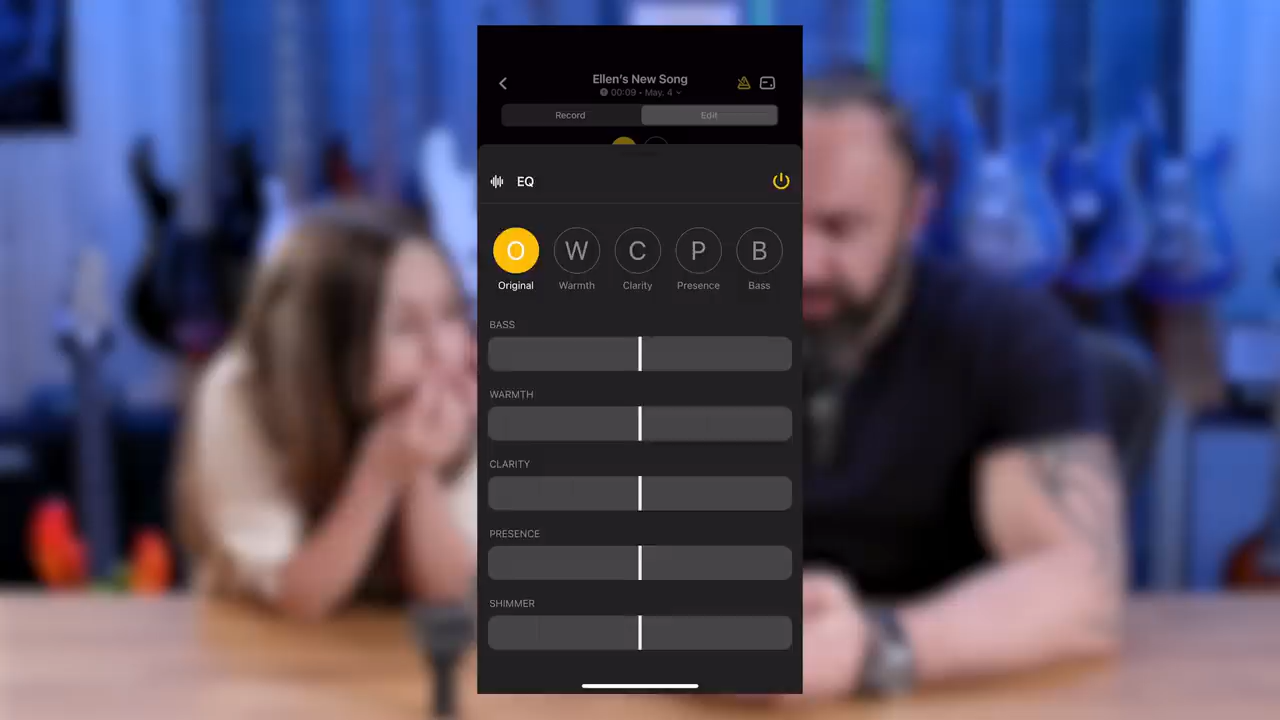 Ellen's New Song
00:09 • May. 4
Record Edit
EQ
O W C P B
Original Warmth Clarity Presence Bass
BASS
WARMTH
CLARITY
PRESENCE
SHIMMER